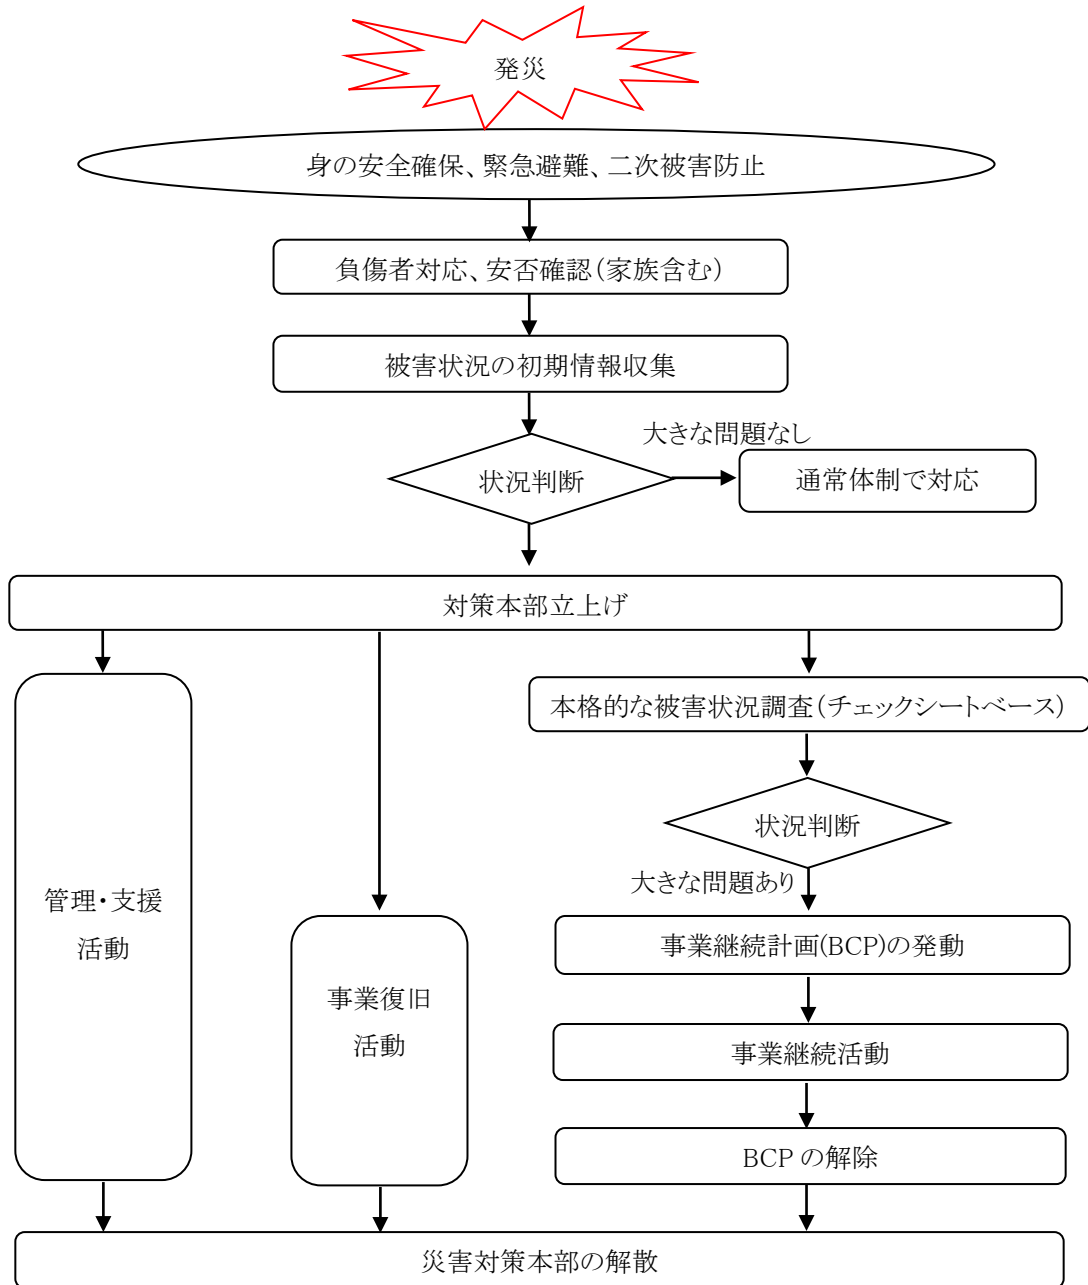 発災
身の安全確保、緊急避難、二次被害防止
負傷者対応、安否確認(家族含む)
被害状況の初期情報収集
大きな問題なし
状況判断
通常体制で対応
対策本部立上げ
本格的な被害状況調査(チェックシートベース)
状況判断
大きな問題あり
管理・支援
活動
事業復旧
活動
事業継続計画(BCP)の発動
事業継続活動
BCP の解除
災害対策本部の解散